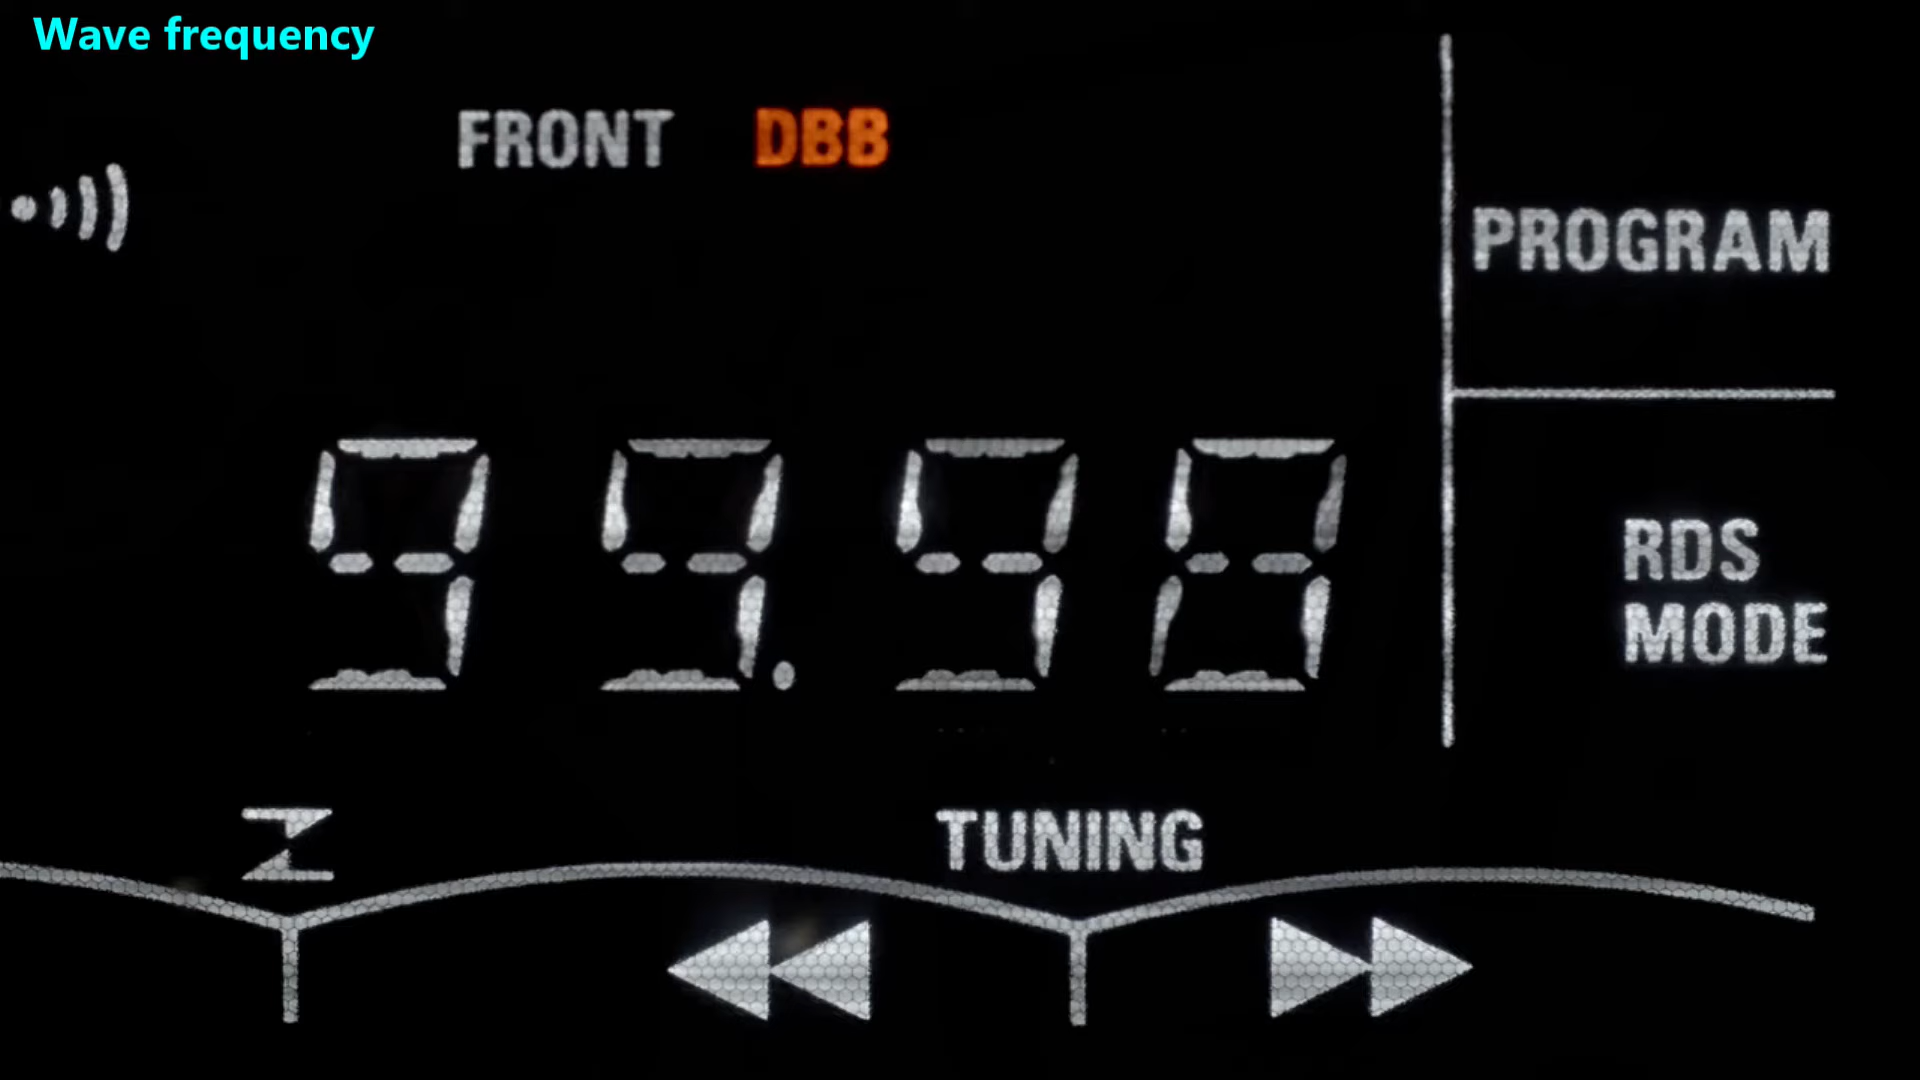 Wave frequency
FRONT DBB
PROGRAM
99.98
RDS
MODE
TUNING